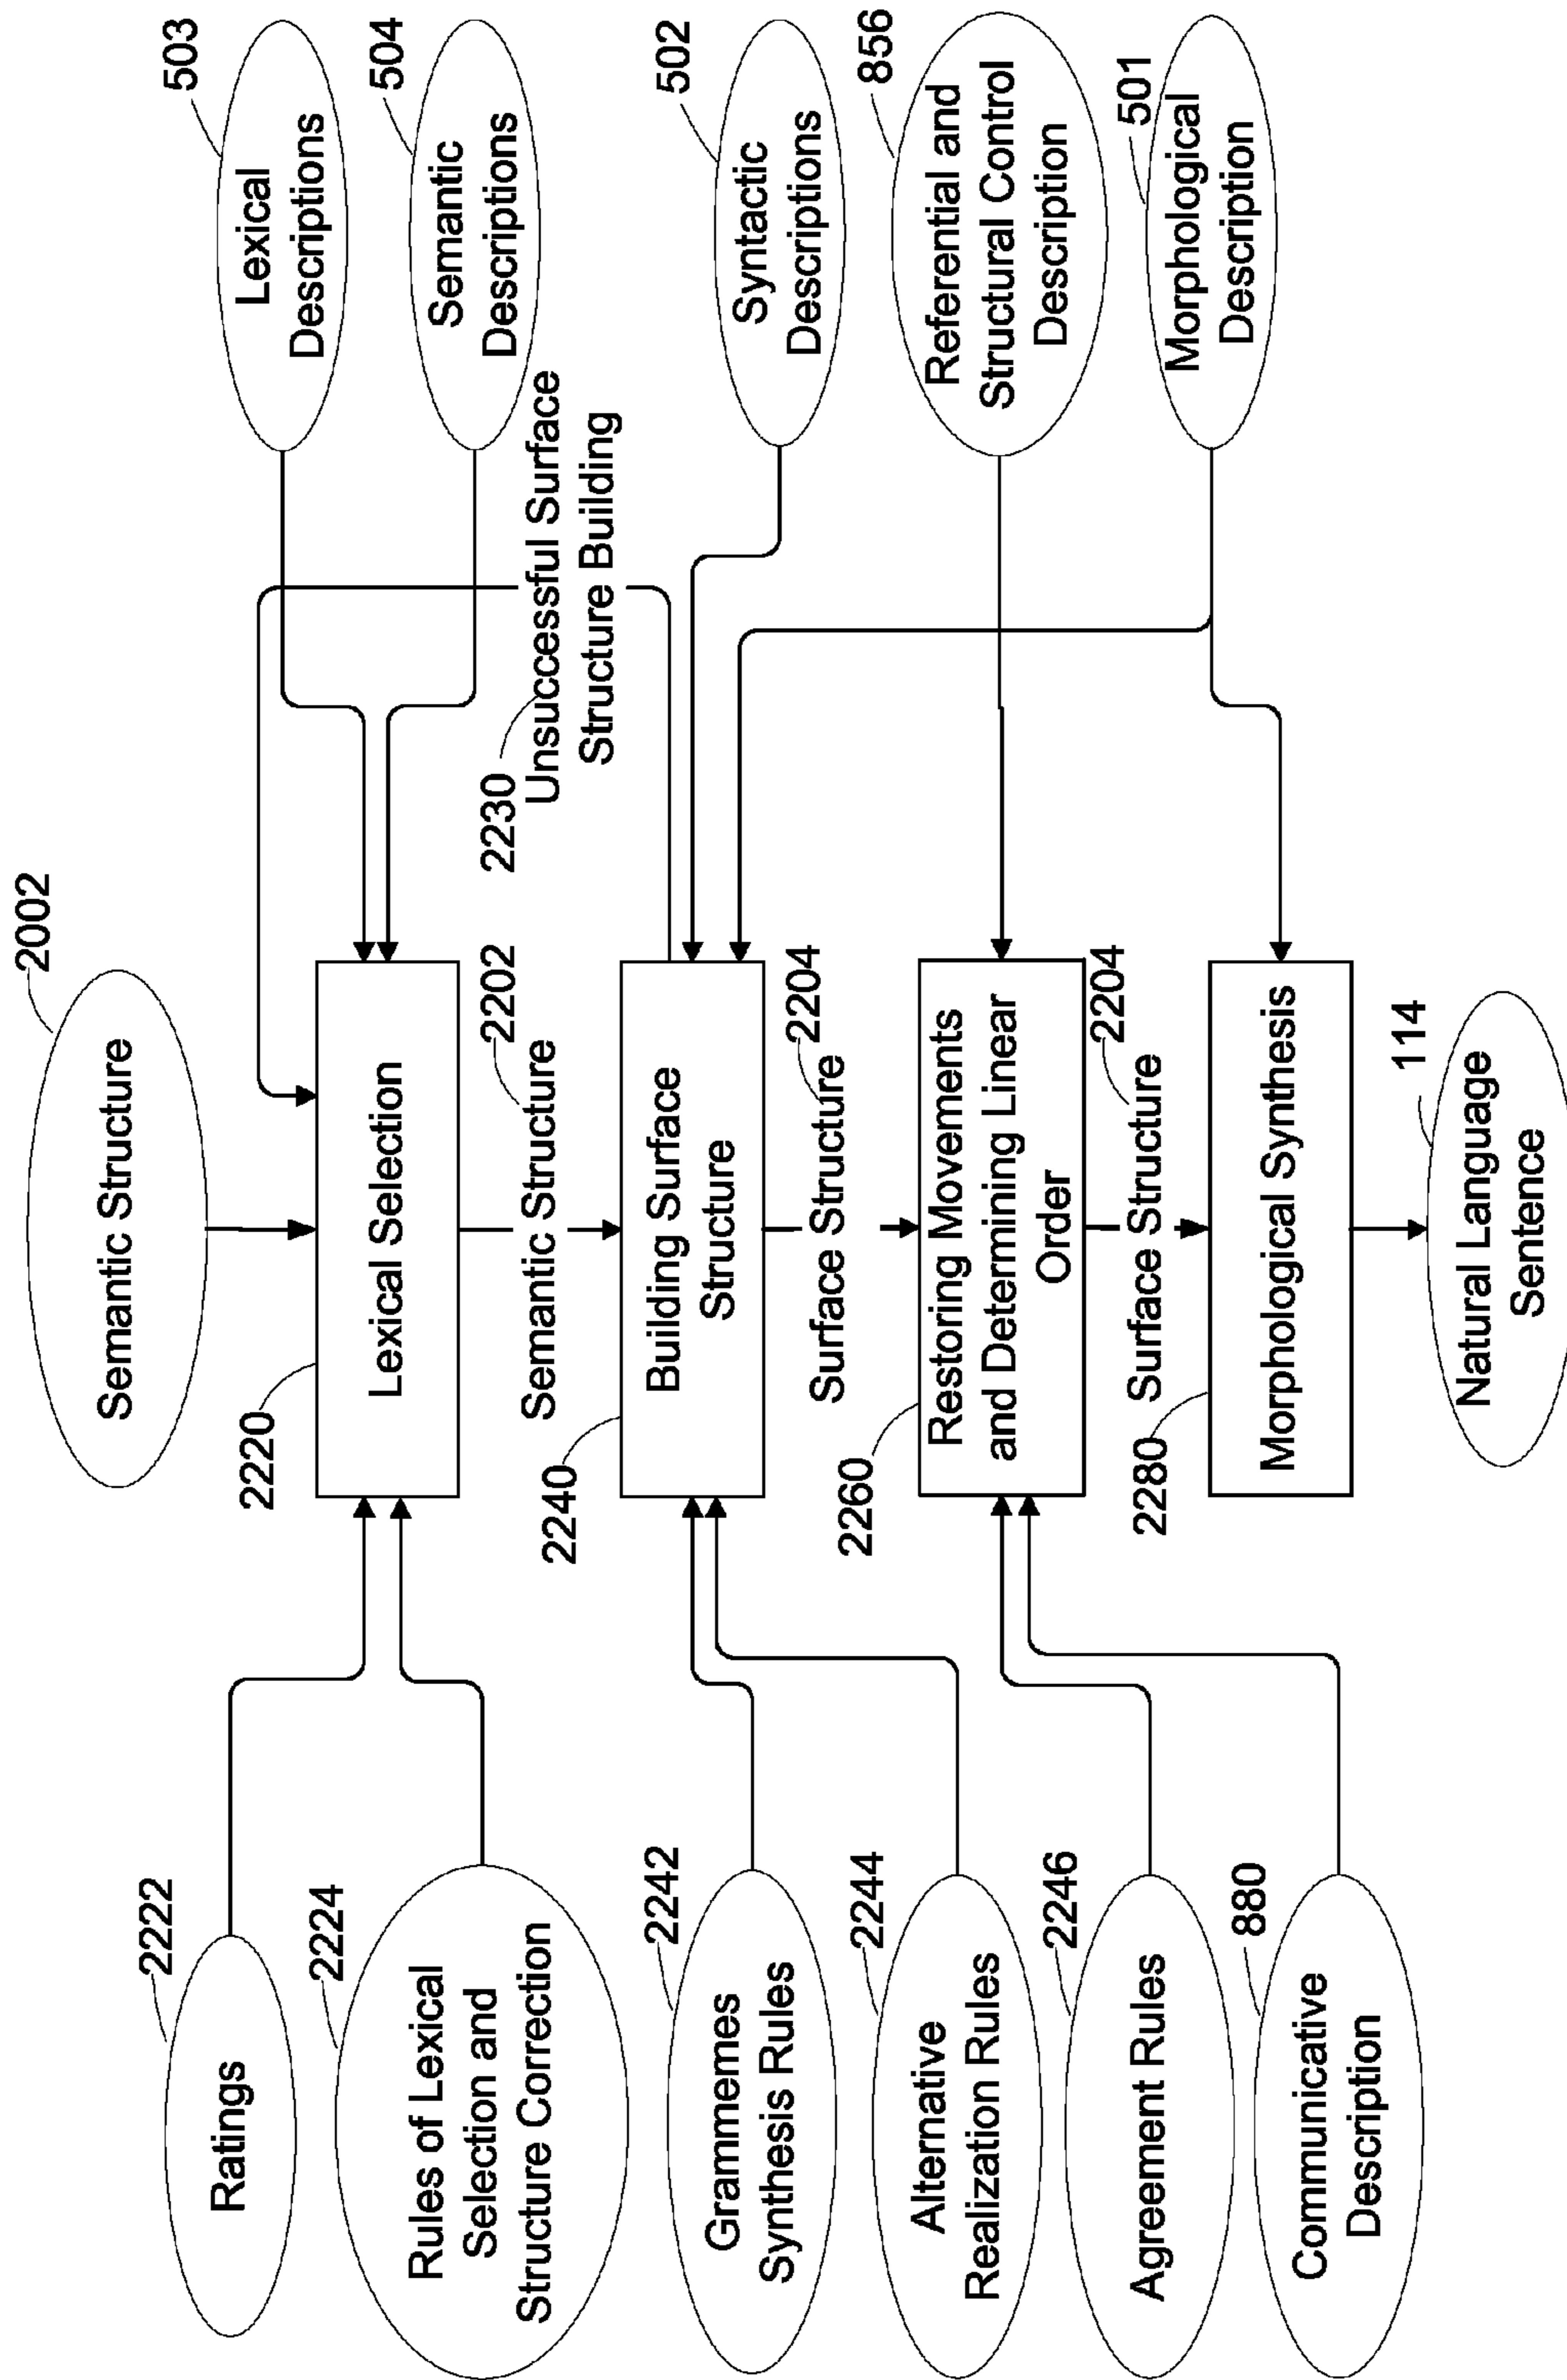 2002
Semantic Structure
2222
Ratings
2224
Rules of Lexical
Selection and
Structure Correction
2220
Lexical Selection
503
Lexical
Descriptions
504
Semantic
Descriptions
2202
Semantic Structure
2230
Unsuccessful Surface
Structure Building
2242
Grammemes
Synthesis Rules
2240
Building Surface
Structure
502
Syntactic
Descriptions
2244
Alternative
Realization Rules
2204
Surface Structure
856
Referential and
Structural Control
Description
2260
Restoring Movements
and Determining Linear
Order
2246
Agreement Rules
2204
Surface Structure
501
Morphological
Description
880
Communicative
Description
2280
Morphological Synthesis
114
Natural Language
Sentence